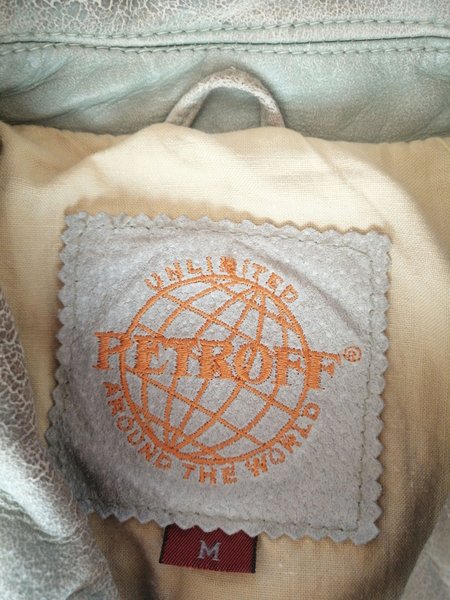 UNLIMITED
PETROFF®
AROUND THE WORLD
M